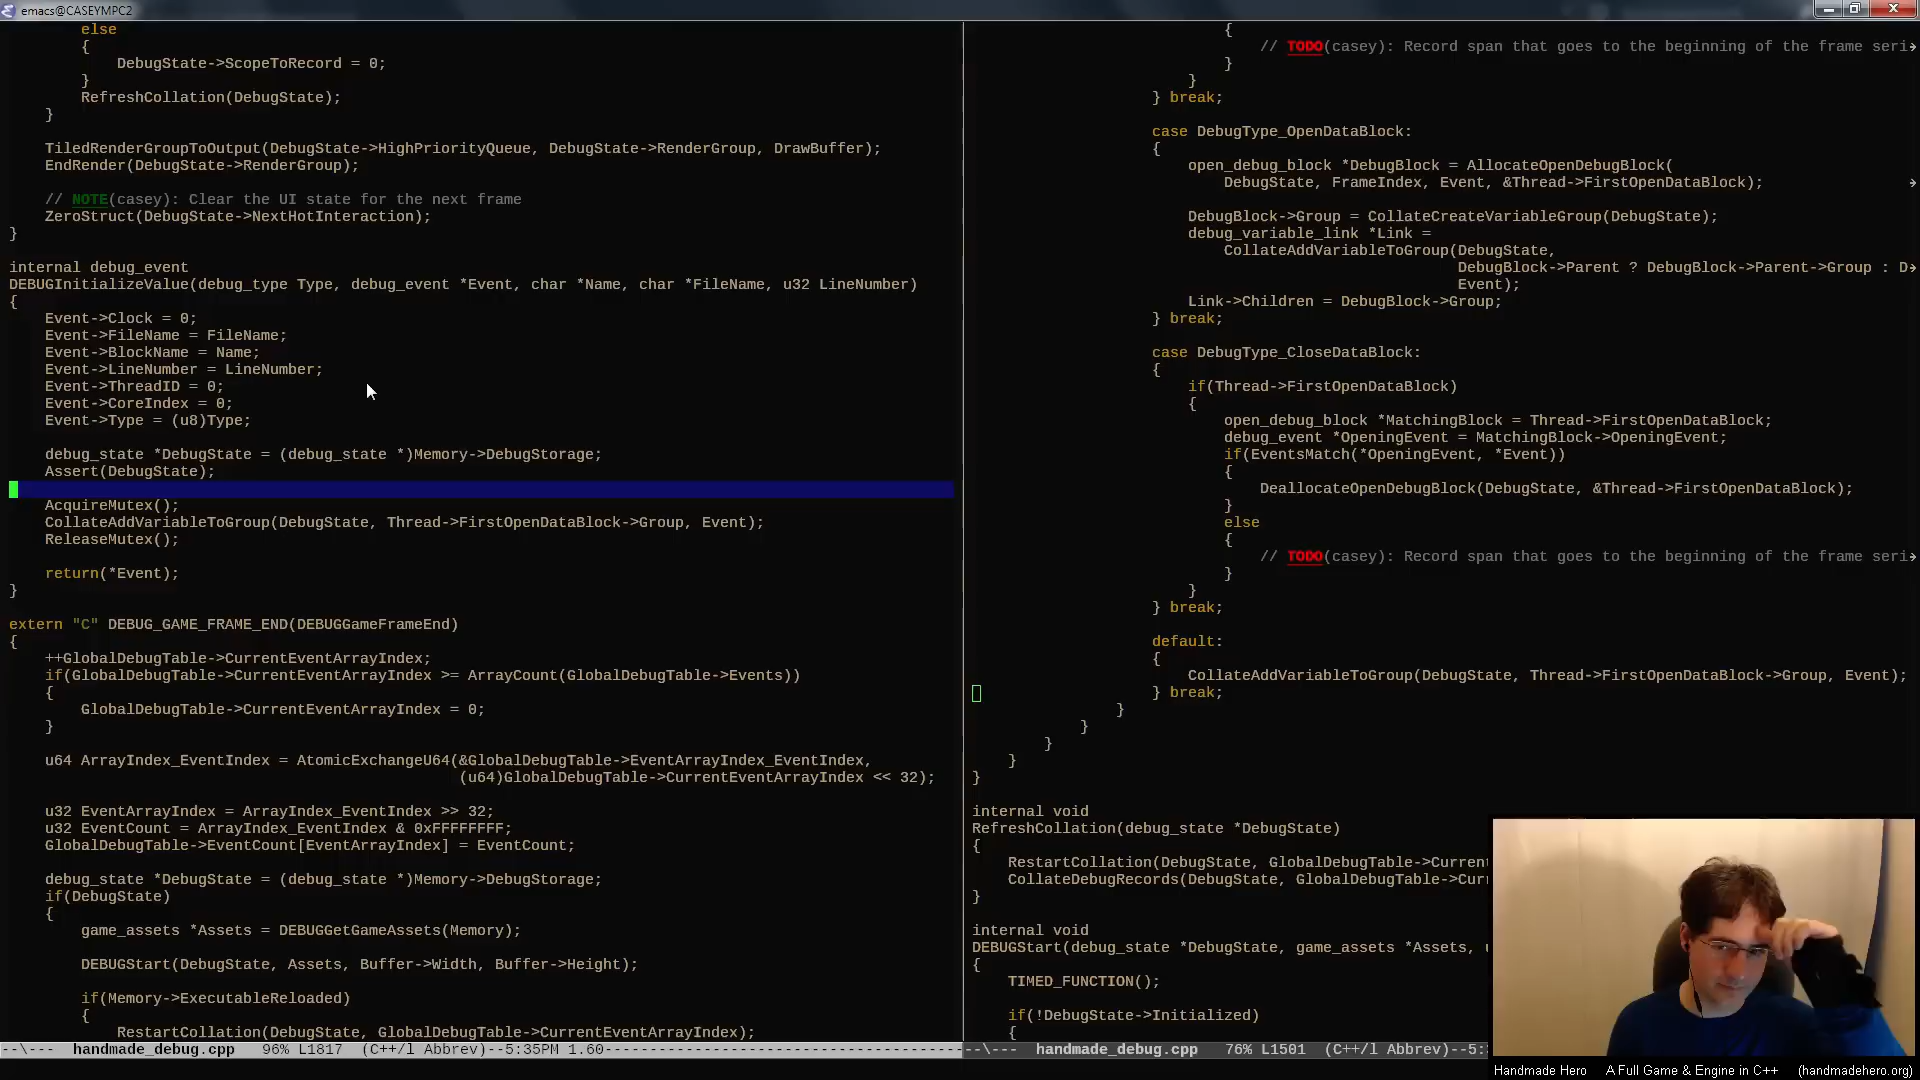 emacs@CASEYMPC2
else
{
DebugState->ScopeToRecord = 0;
}
RefreshCollation(DebugState);
}
TiledRenderGroupToOutput(DebugState->HighPriorityQueue, DebugState->RenderGroup, DrawBuffer);
EndRender(DebugState->RenderGroup);
// NOTE(casey): Clear the UI state for the next frame
ZeroStruct(DebugState->NextHotInteraction);
}
internal debug_event
DEBUGInitializeValue(debug_type Type, debug_event *Event, char *Name, char *FileName, u32 LineNumber)
{
Event->Clock = 0;
Event->FileName = FileName;
Event->BlockName = Name;
Event->LineNumber = LineNumber;
Event->ThreadID = 0;
Event->CoreIndex = 0;
Event->Type = (u8)Type;
debug_state *DebugState = (debug_state *)Memory->DebugStorage;
Assert(DebugState);
AcquireMutex();
CollateAddVariableToGroup(DebugState, Thread->FirstOpenDataBlock->Group, Event);
ReleaseMutex();
return(*Event);
}
extern "C" DEBUG_GAME_FRAME_END(DEBUGGameFrameEnd)
{
++GlobalDebugTable->CurrentEventArrayIndex;
if(GlobalDebugTable->CurrentEventArrayIndex >= ArrayCount(GlobalDebugTable->Events))
{
GlobalDebugTable->CurrentEventArrayIndex = 0;
}
u64 ArrayIndex_EventIndex = AtomicExchangeU64(&GlobalDebugTable->EventArrayIndex_EventIndex,
(u64)GlobalDebugTable->CurrentEventArrayIndex << 32);
u32 EventArrayIndex = ArrayIndex_EventIndex >> 32;
u32 EventCount = ArrayIndex_EventIndex & 0xFFFFFFFF;
GlobalDebugTable->EventCount[EventArrayIndex] = EventCount;
debug_state *DebugState = (debug_state *)Memory->DebugStorage;
if(DebugState)
{
game_assets *Assets = DEBUGGetGameAssets(Memory);
DEBUGStart(DebugState, Assets, Buffer->Width, Buffer->Height);
if(Memory->ExecutableReloaded)
{
RestartCollation(DebugState, GlobalDebugTable->CurrentEventArrayIndex);
--\--- handmade_debug.cpp 96% L1817 (C++/l Abbrev)--5:35PM 1.60----------------------------------------
{
// TODO(casey): Record span that goes to the beginning of the frame seri
}
}
} break;
case DebugType_OpenDataBlock:
{
open_debug_block *DebugBlock = AllocateOpenDebugBlock(
DebugState, FrameIndex, Event, &Thread->FirstOpenDataBlock);
DebugBlock->Group = CollateCreateVariableGroup(DebugState);
debug_variable_link *Link =
CollateAddVariableToGroup(DebugState,
DebugBlock->Parent ? DebugBlock->Parent->Group : D
Event);
Link->Children = DebugBlock->Group;
} break;
case DebugType_CloseDataBlock:
{
if(Thread->FirstOpenDataBlock)
{
open_debug_block *MatchingBlock = Thread->FirstOpenDataBlock;
debug_event *OpeningEvent = MatchingBlock->OpeningEvent;
if(EventsMatch(*OpeningEvent, *Event))
{
DeallocateOpenDebugBlock(DebugState, &Thread->FirstOpenDataBlock);
}
else
{
// TODO(casey): Record span that goes to the beginning of the frame seri
}
}
} break;
default:
{
CollateAddVariableToGroup(DebugState, Thread->FirstOpenDataBlock->Group, Event);
} break;
}
}
}
}
}
internal void
RefreshCollation(debug_state *DebugState)
{
RestartCollation(DebugState, GlobalDebugTable->Current
CollateDebugRecords(DebugState, GlobalDebugTable->Cur
}
internal void
DEBUGStart(debug_state *DebugState, game_assets *Assets, u
{
TIMED_FUNCTION();
if(!DebugState->Initialized)
{
--\--- handmade_debug.cpp 76% L1501 (C++/l Abbrev)--5:3
Handmade Hero A Full Game & Engine in C++ (handmadehero.org)